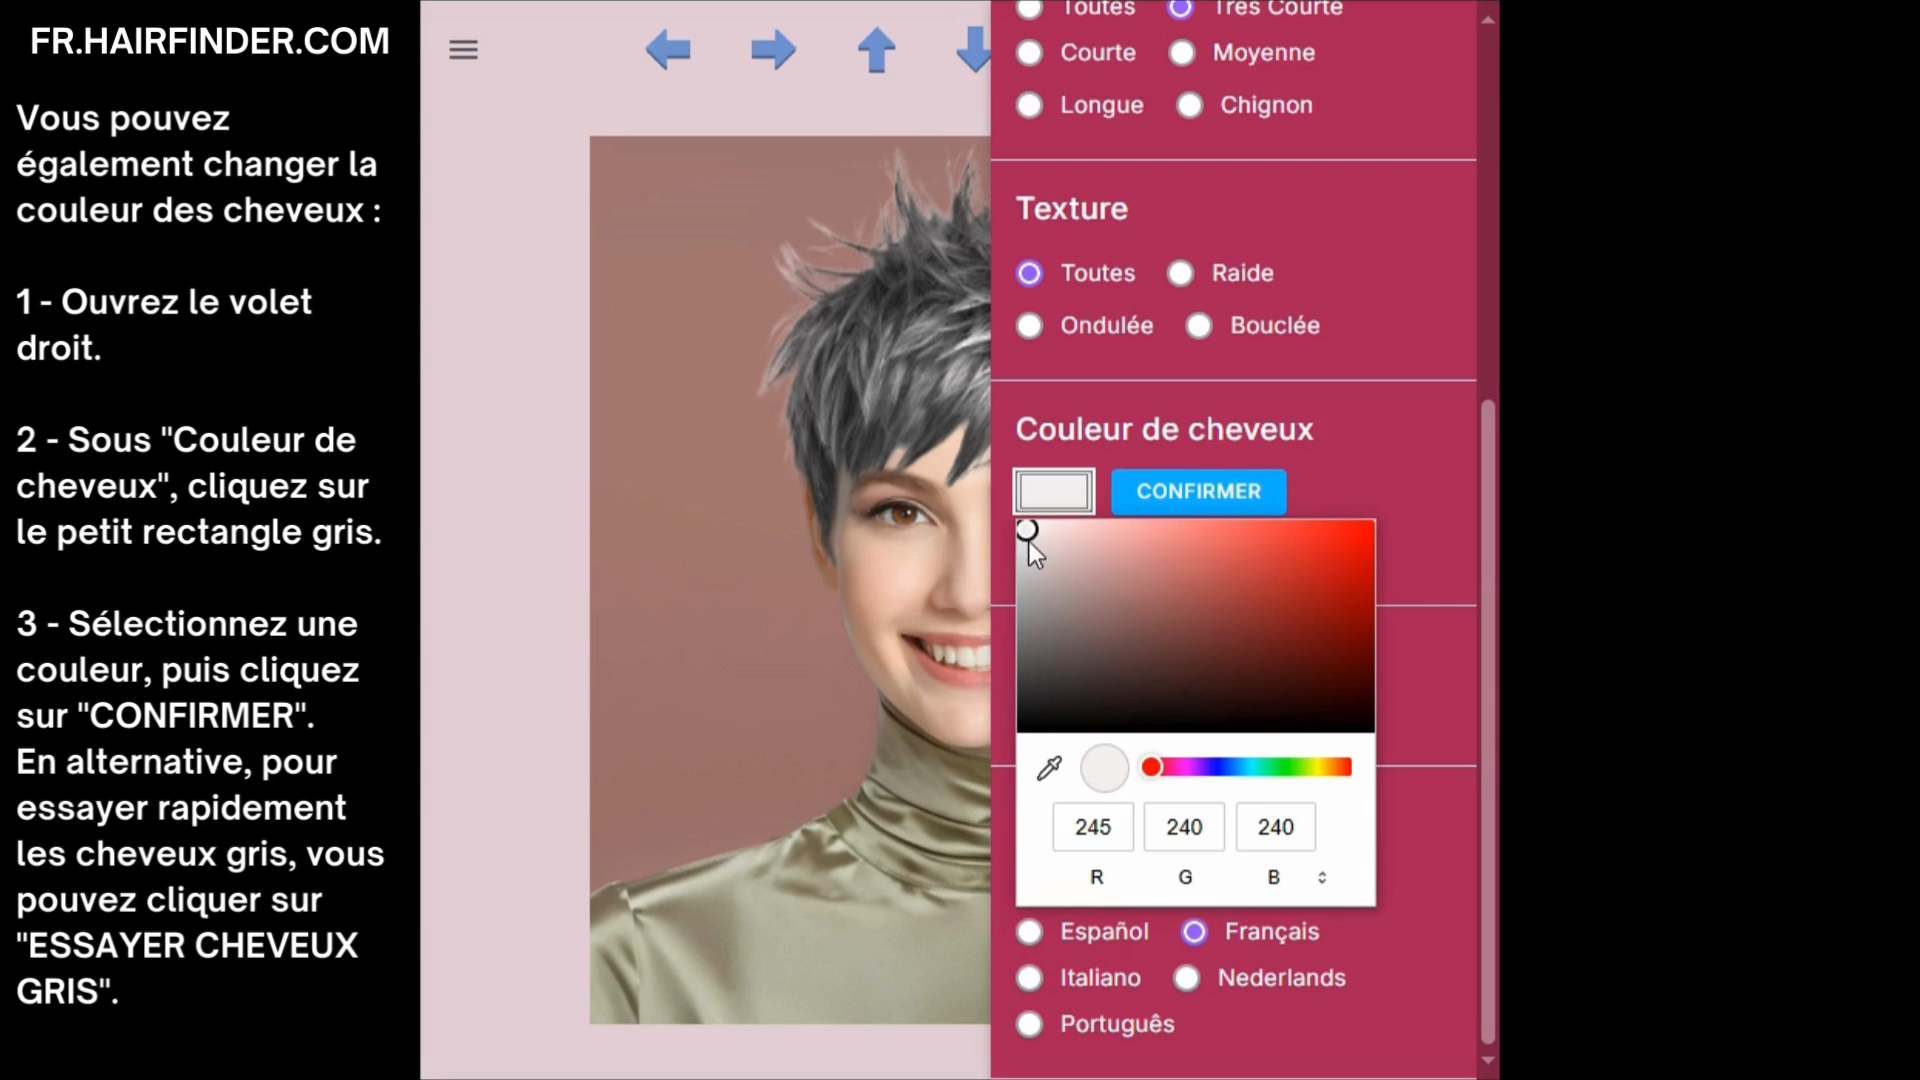 FR.HAIRFINDER.COM
Vous pouvez
également changer la
couleur des cheveux :
1 - Ouvrez le volet
droit.
2 - Sous "Couleur de
cheveux", cliquez sur
le petit rectangle gris.
3 - Sélectionnez une
couleur, puis cliquez
sur "CONFIRMER".
En alternative, pour
essayer rapidement
les cheveux gris, vous
pouvez cliquer sur
"ESSAYER CHEVEUX
GRIS".
Toutes Très Courte
Courte Moyenne
Longue Chignon
Texture
Toutes Raide
Ondulée Bouclée
Couleur de cheveux
CONFIRMER
245 240 240
R G B
Español Français
Italiano Nederlands
Português